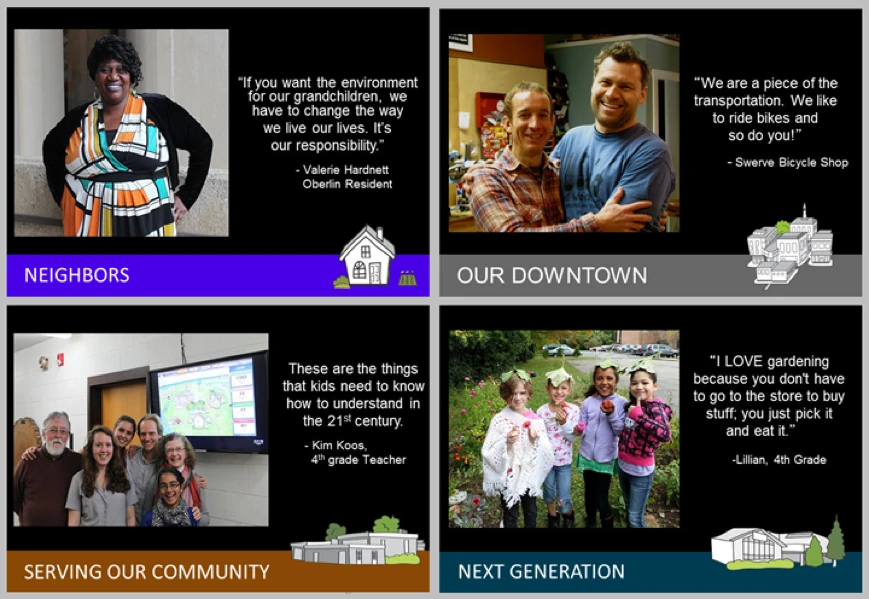 “If you want the environment
for our grandchildren, we
have to change the way
we live our lives. It’s
our responsibility.”
- Valerie Hardnett
Oberlin Resident
NEIGHBORS
“We are a piece of the
transportation. We like
to ride bikes and
so do you!”
- Swerve Bicycle Shop
OUR DOWNTOWN
These are the things
that kids need to know
how to understand in
the 21st century.
- Kim Koos,
4th grade Teacher
SERVING OUR COMMUNITY
“I LOVE gardening
because you don't have
to go to the store to buy
stuff; you just pick it
and eat it.”
-Lillian, 4th Grade
NEXT GENERATION